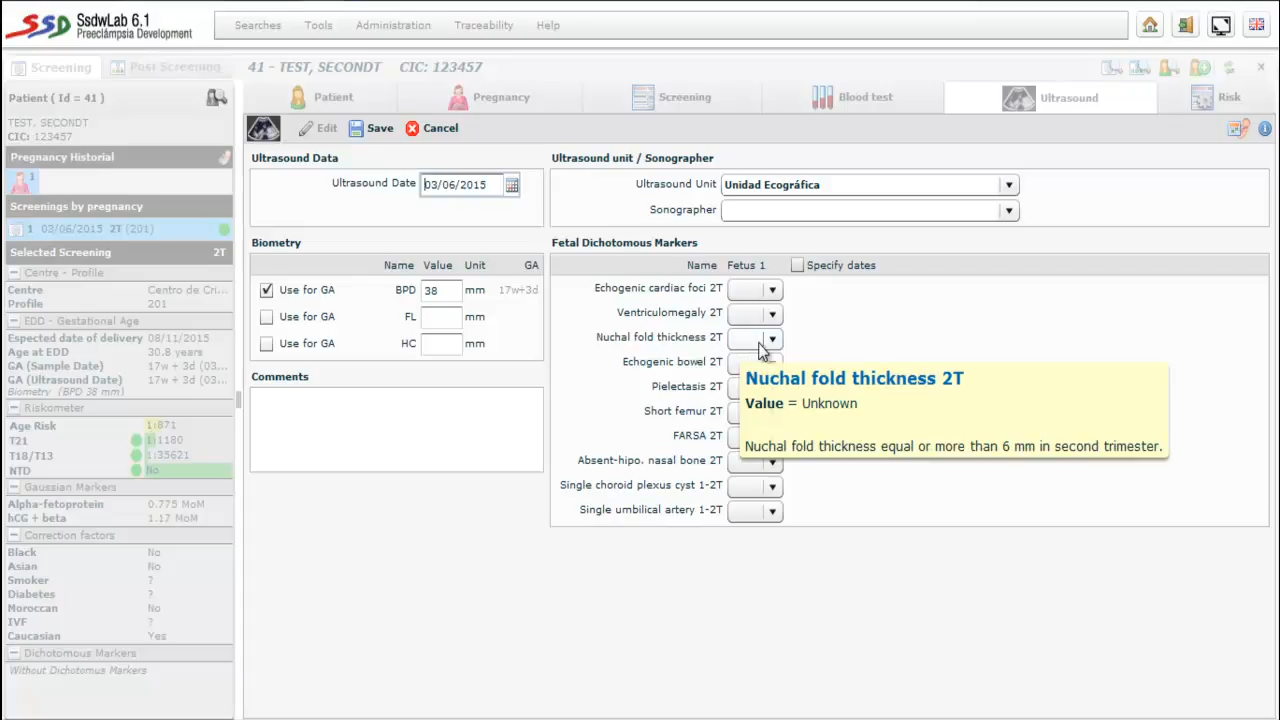 SSD SsdwLab 6.1
Preeclàmpsia Development
Searches Tools Administration Traceability Help
Screening Post Screening 41 - TEST, SECONDT CIC: 123457
Patient ( Id = 41 )
Patient Pregnancy Screening Blood test Ultrasound Risk
TEST, SECONDT
CIC: 123457
Edit Save Cancel
Pregnancy Historial
1
Screenings by pregnancy
1 03/06/2015 2T (201)
Selected Screening 2T
Centre - Profile
Centre Centro de Cri...
Profile 201
EDD - Gestational Age
Expected date of delivery 08/11/2015
Age at EDD 30.8 years
GA (Sample Date) 17w + 3d (03...
GA (Ultrasound Date) 17w + 3d (03...
Biometry (BPD 38 mm)
Riskometer
Age Risk 1:871
T21 1:1180
T18/T13 1:35621
NTD No
Gaussian Markers
Alpha-fetoprotein 0.775 MoM
hCG + beta 1.17 MoM
Correction factors
Black No
Asian No
Smoker ?
Diabetes ?
Moroccan No
IVF ?
Caucasian Yes
Dichotomous Markers
Without Dichotomus Markers
Ultrasound Data
Ultrasound Date 03/06/2015
Ultrasound unit / Sonographer
Ultrasound Unit Unidad Ecográfica
Sonographer
Biometry
Name Value Unit GA
Use for GA BPD 38 mm 17w+3d
Use for GA FL mm
Use for GA HC mm
Comments
Fetal Dichotomous Markers
Name Fetus 1 Specify dates
Echogenic cardiac foci 2T
Ventriculomegaly 2T
Nuchal fold thickness 2T
Echogenic bowel 2T
Pielectasis 2T
Short femur 2T
FARSA 2T
Absent-hipo. nasal bone 2T
Single choroid plexus cyst 1-2T
Single umbilical artery 1-2T
Nuchal fold thickness 2T
Value = Unknown
Nuchal fold thickness equal or more than 6 mm in second trimester.